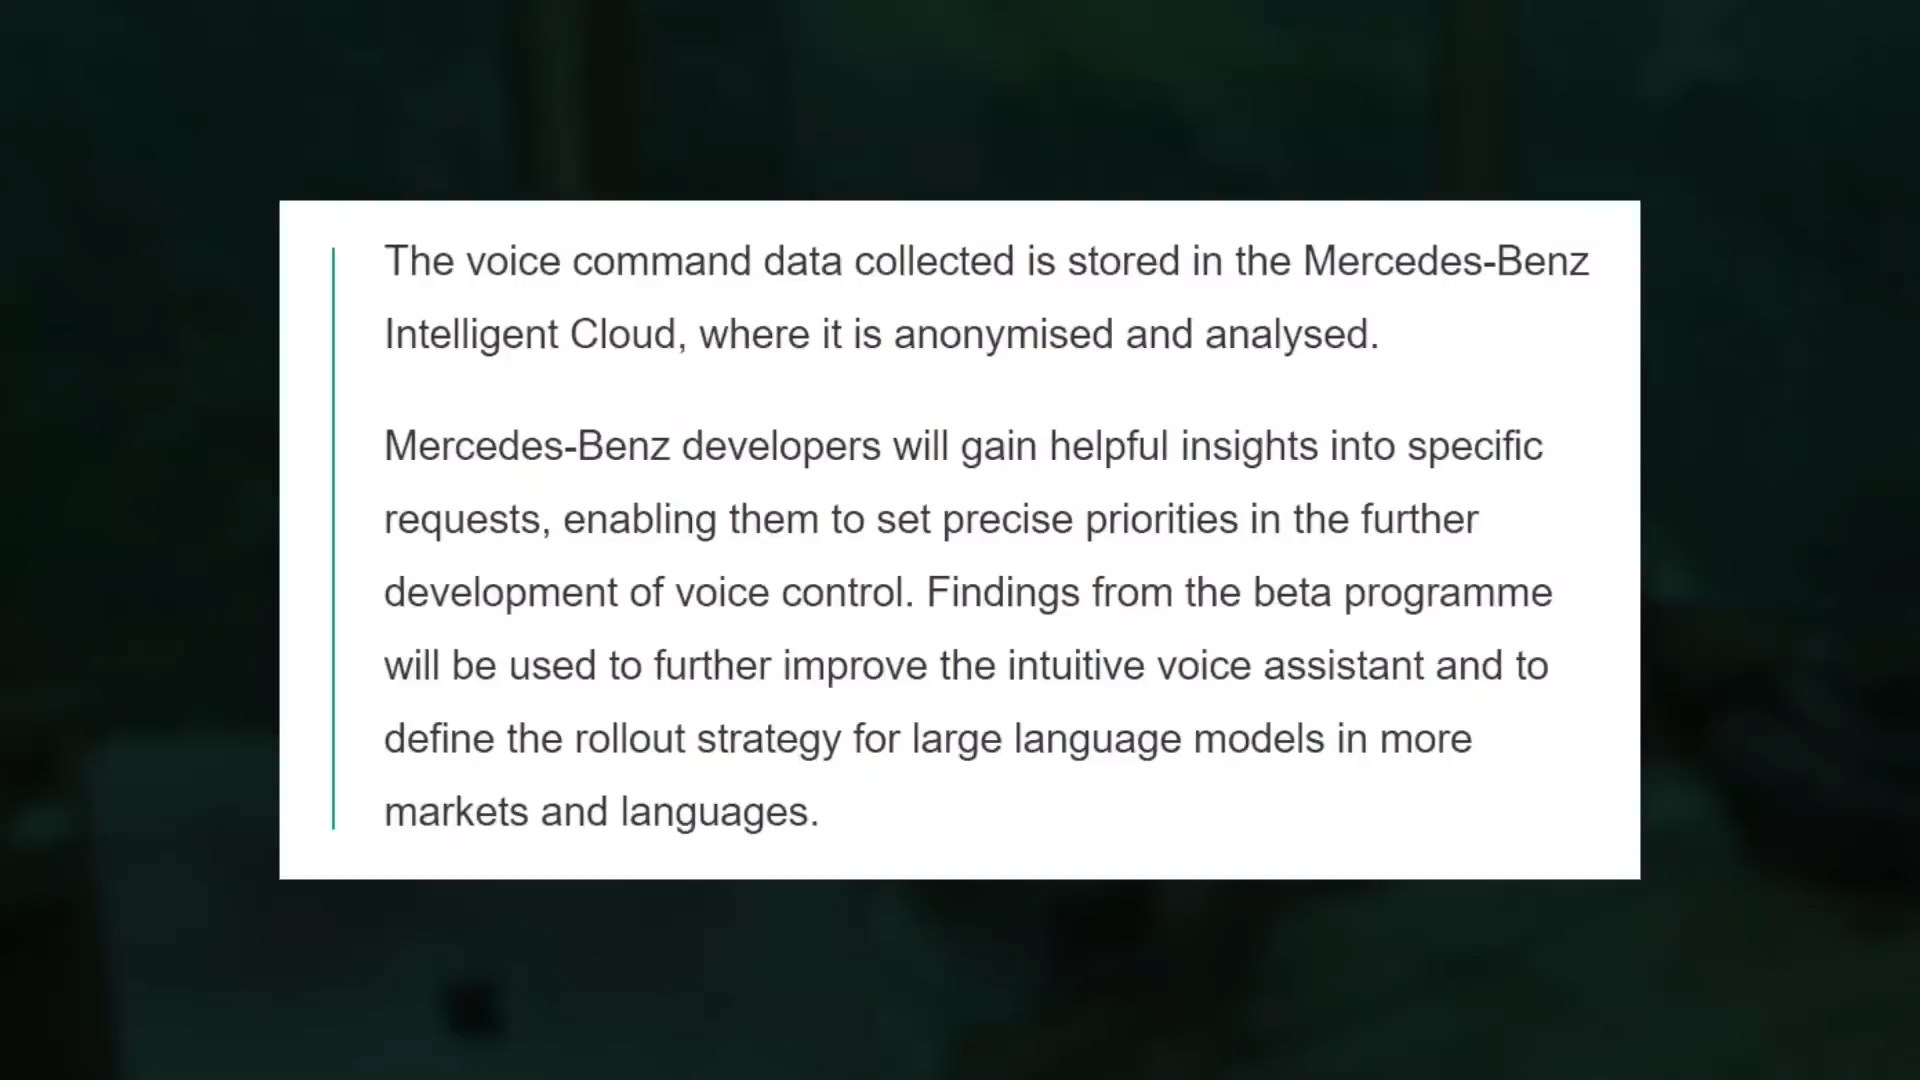 The voice command data collected is stored in the Mercedes-Benz
Intelligent Cloud, where it is anonymised and analysed.
Mercedes-Benz developers will gain helpful insights into specific
requests, enabling them to set precise priorities in the further
development of voice control. Findings from the beta programme
will be used to further improve the intuitive voice assistant and to
define the rollout strategy for large language models in more
markets and languages.